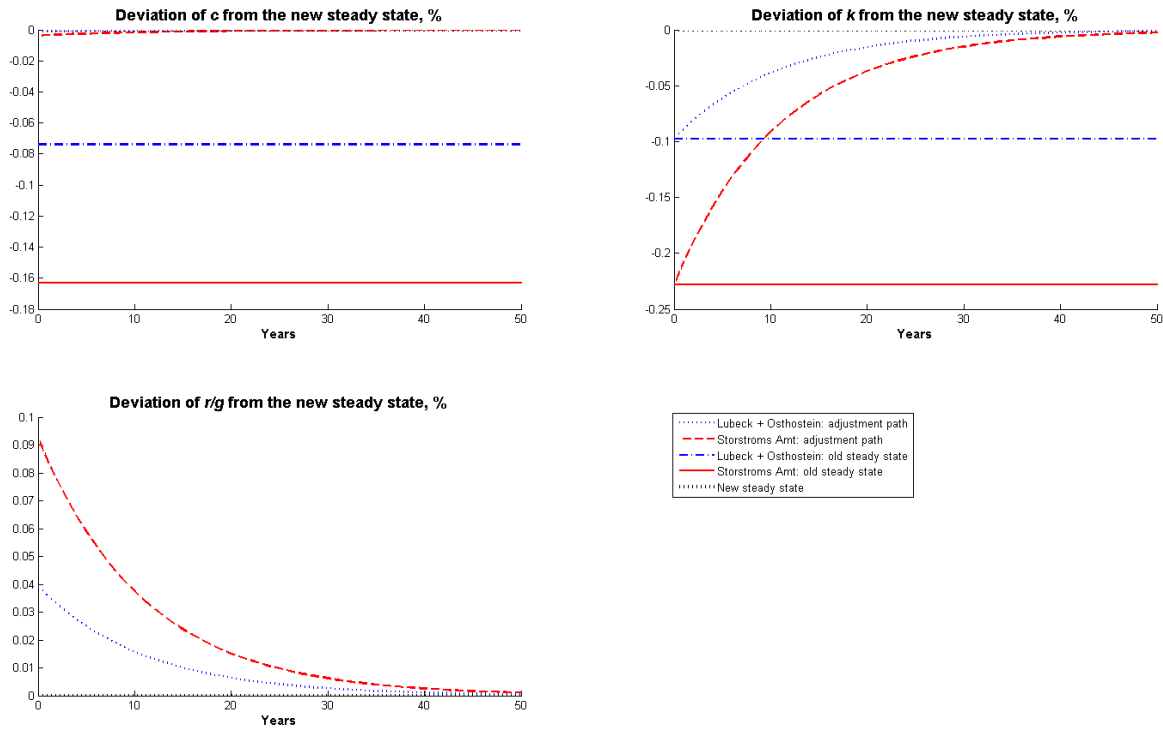 Deviation of c from the new steady state, %
0
-0.02
-0.04
-0.06
-0.08
-0.1
-0.12
-0.14
-0.16
-0.18
0 10 20 30 40 50
Years
Deviation of k from the new steady state, %
0
-0.05
-0.1
-0.15
-0.2
-0.25
0 10 20 30 40 50
Years
Deviation of r/g from the new steady state, %
0.1
0.09
0.08
0.07
0.06
0.05
0.04
0.03
0.02
0.01
0
0 10 20 30 40 50
Years
Lubeck + Osthostein: adjustment path
Storstroms Amt: adjustment path
Lubeck + Osthostein: old steady state
Storstroms Amt: old steady state
New steady state